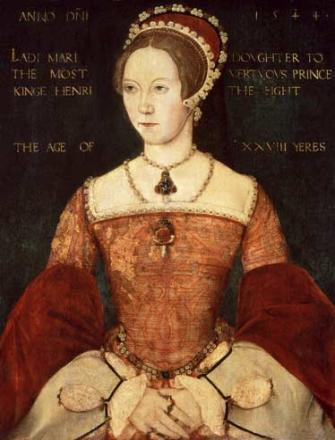 ANNO DÑI 1544
LADI MARI DOVGHTER TO
THE MOST VERTVOVS PRINCE
KINGE HENRI THE EIGHT
THE AGE OF XXVIII YERES